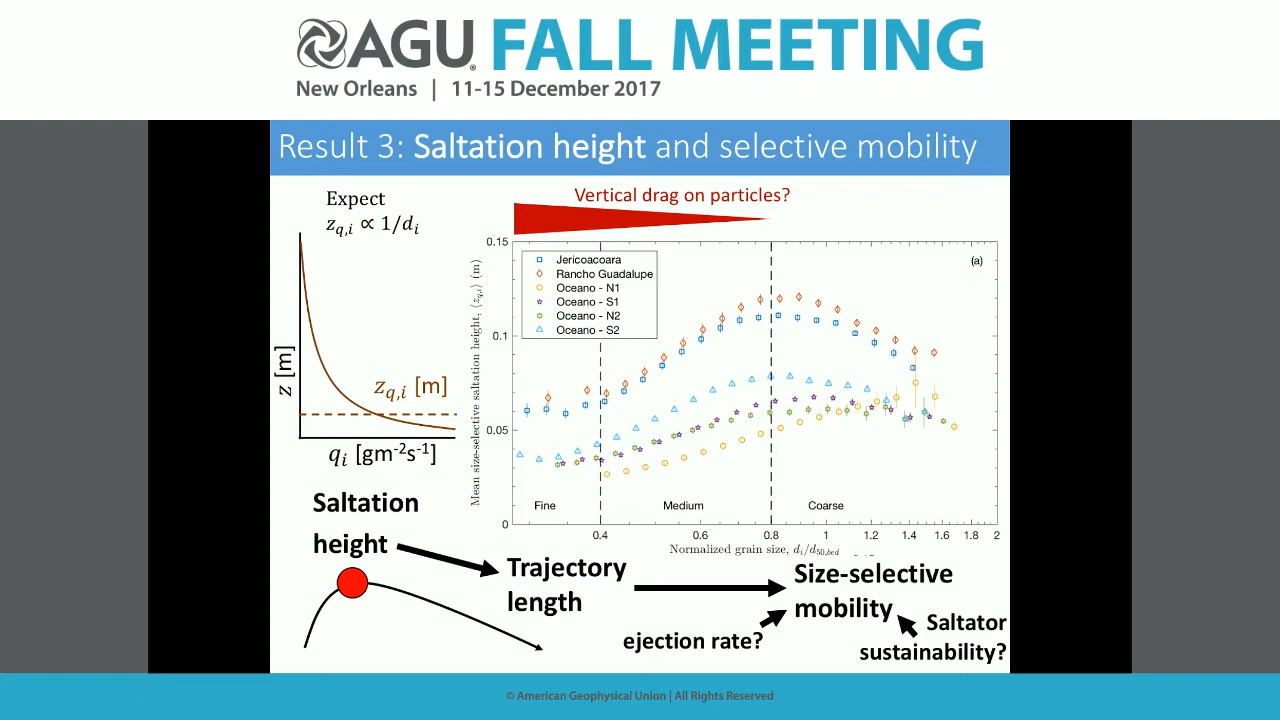 AGU FALL MEETING
New Orleans | 11-15 December 2017
Result 3: Saltation height and selective mobility
Expect
z_{q,i} ∝ 1/d_i
z [m]
z_{q,i} [m]
q_i [gm⁻²s⁻¹]
Vertical drag on particles?
Mean size-selective saltation height, ⟨z_{q,i}⟩ (m)
0.15
0.1
0.05
0
Jericoacoara
Rancho Guadalupe
Oceano - N1
Oceano - S1
Oceano - N2
Oceano - S2
(a)
Fine
Medium
Coarse
0.4
0.6
0.8
1
1.2
1.4
1.6
1.8
2
Normalized grain size, d_i/d_{50,bed}
Saltation
height
Trajectory
length
Size-selective
mobility
ejection rate?
Saltator
sustainability?
© American Geophysical Union | All Rights Reserved